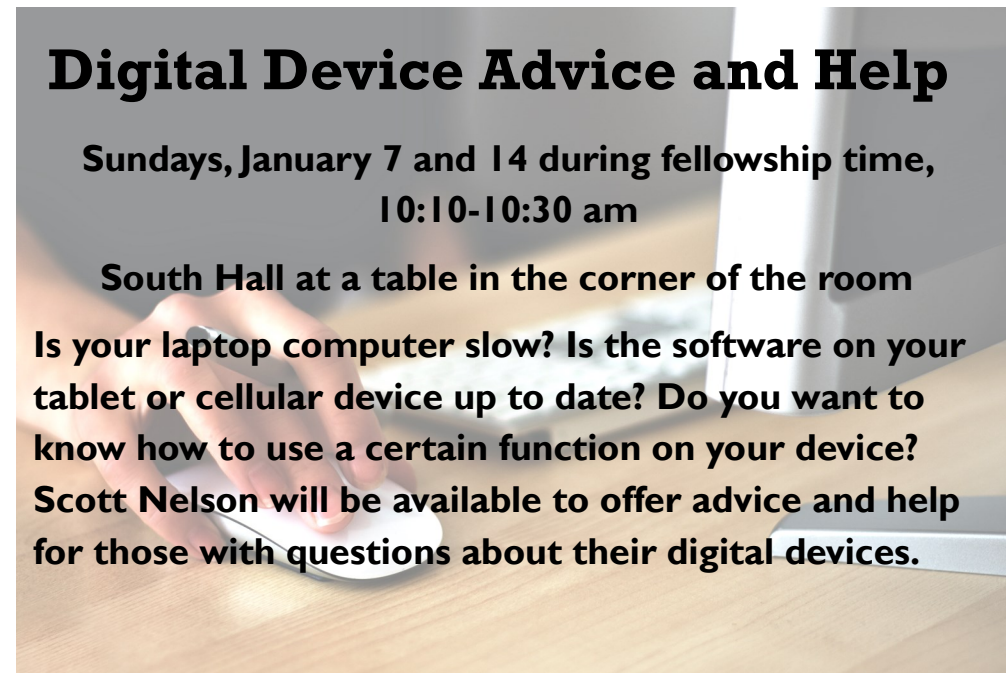 Digital Device Advice and Help
Sundays, January 7 and 14 during fellowship time,
10:10-10:30 am
South Hall at a table in the corner of the room
Is your laptop computer slow? Is the software on your
tablet or cellular device up to date? Do you want to
know how to use a certain function on your device?
Scott Nelson will be available to offer advice and help
for those with questions about their digital devices.